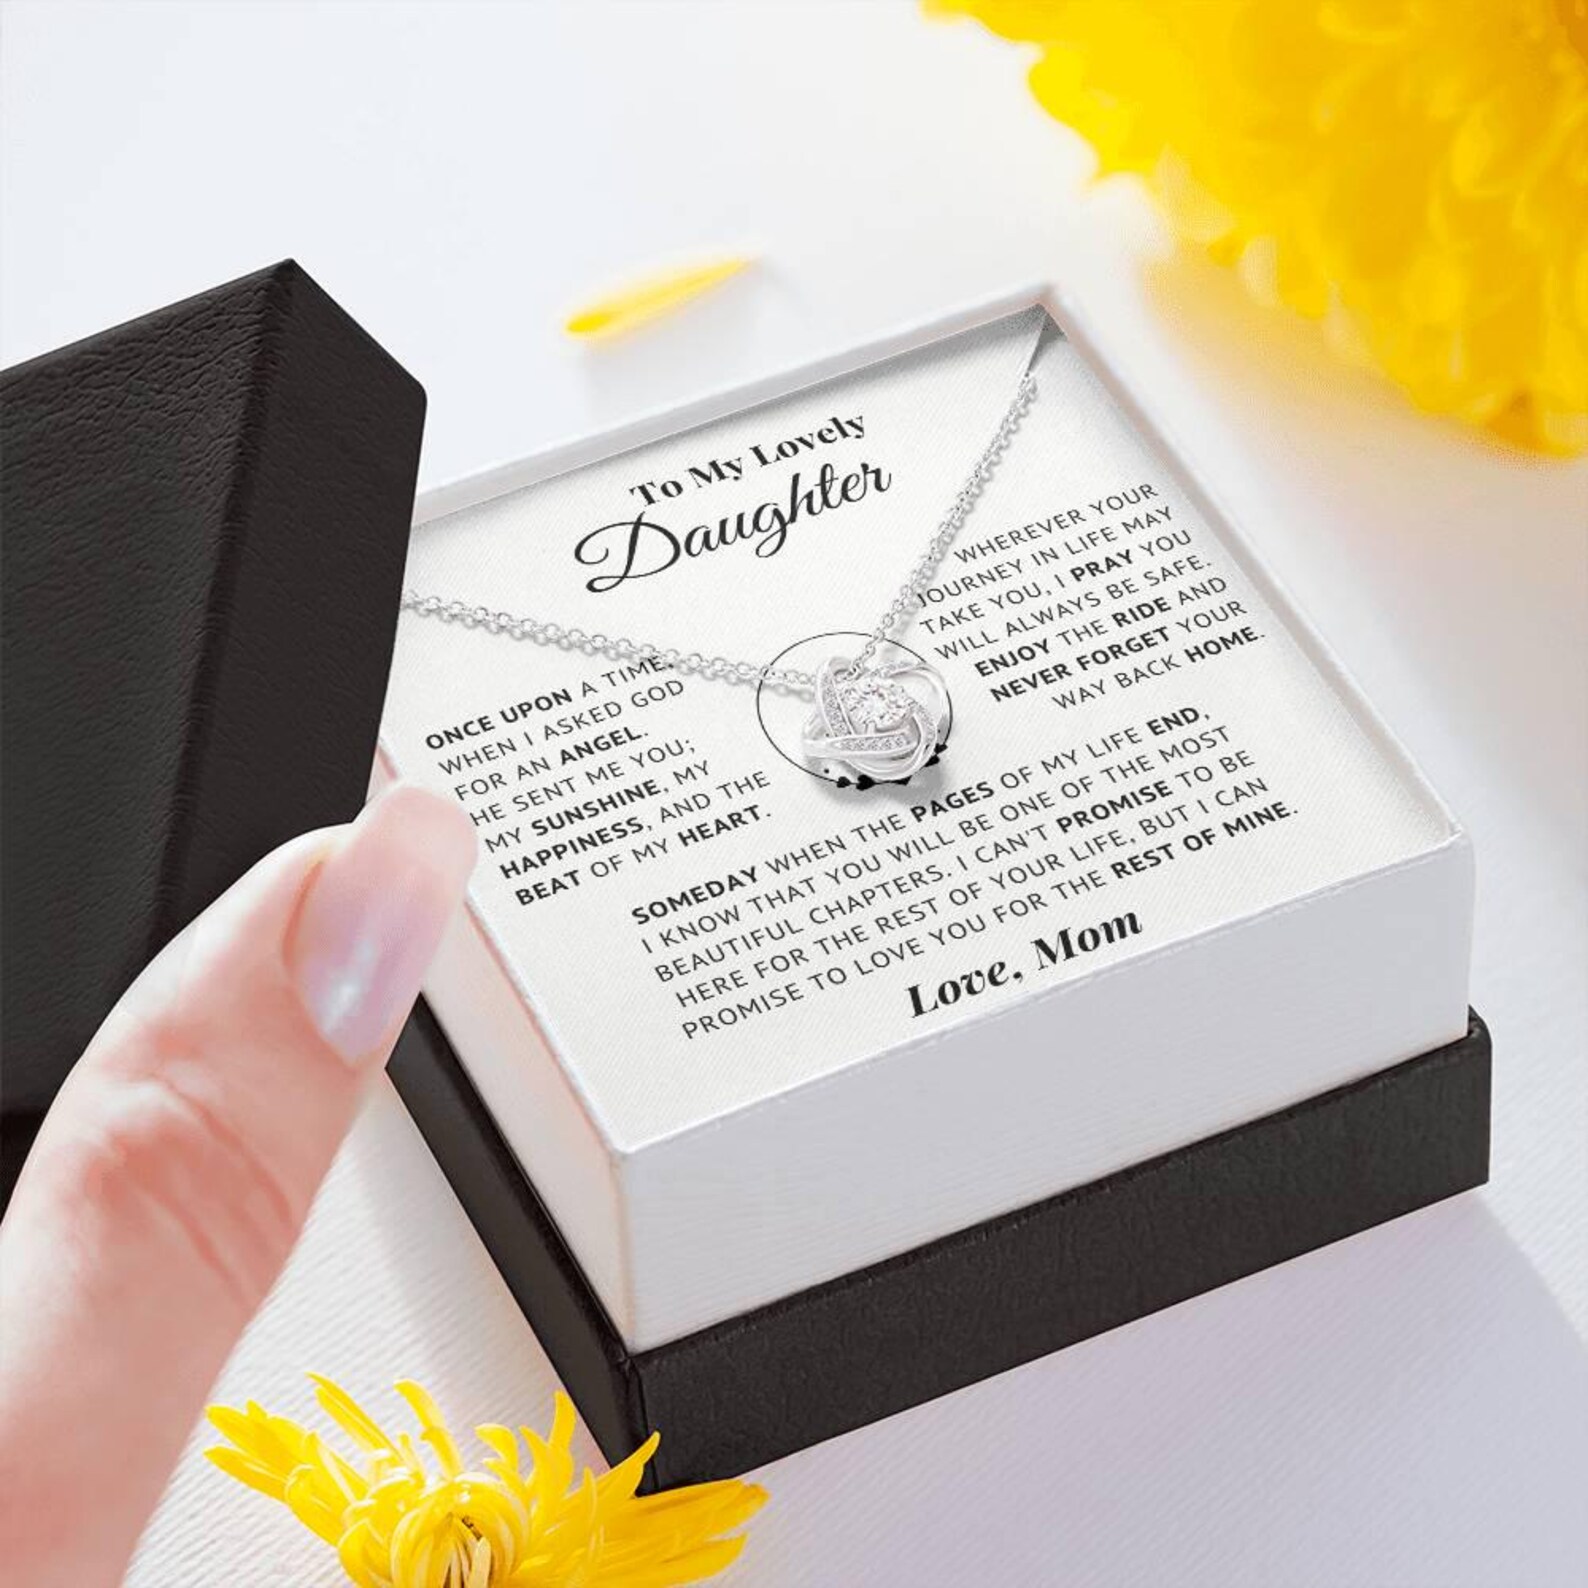 To My Lovely
Daughter
ONCE UPON A TIME,
WHEN I ASKED GOD
FOR AN ANGEL.
HE SENT ME YOU;
MY SUNSHINE, MY
HAPPINESS, AND THE
BEAT OF MY HEART.
WHEREVER YOUR
JOURNEY IN LIFE MAY
TAKE YOU, I PRAY YOU
WILL ALWAYS BE SAFE.
ENJOY THE RIDE AND
NEVER FORGET YOUR
WAY BACK HOME.
SOMEDAY WHEN THE PAGES OF MY LIFE END,
I KNOW THAT YOU WILL BE ONE OF THE MOST
BEAUTIFUL CHAPTERS. I CAN'T PROMISE TO BE
HERE FOR THE REST OF YOUR LIFE, BUT I CAN
PROMISE TO LOVE YOU FOR THE REST OF MINE.
Love, Mom